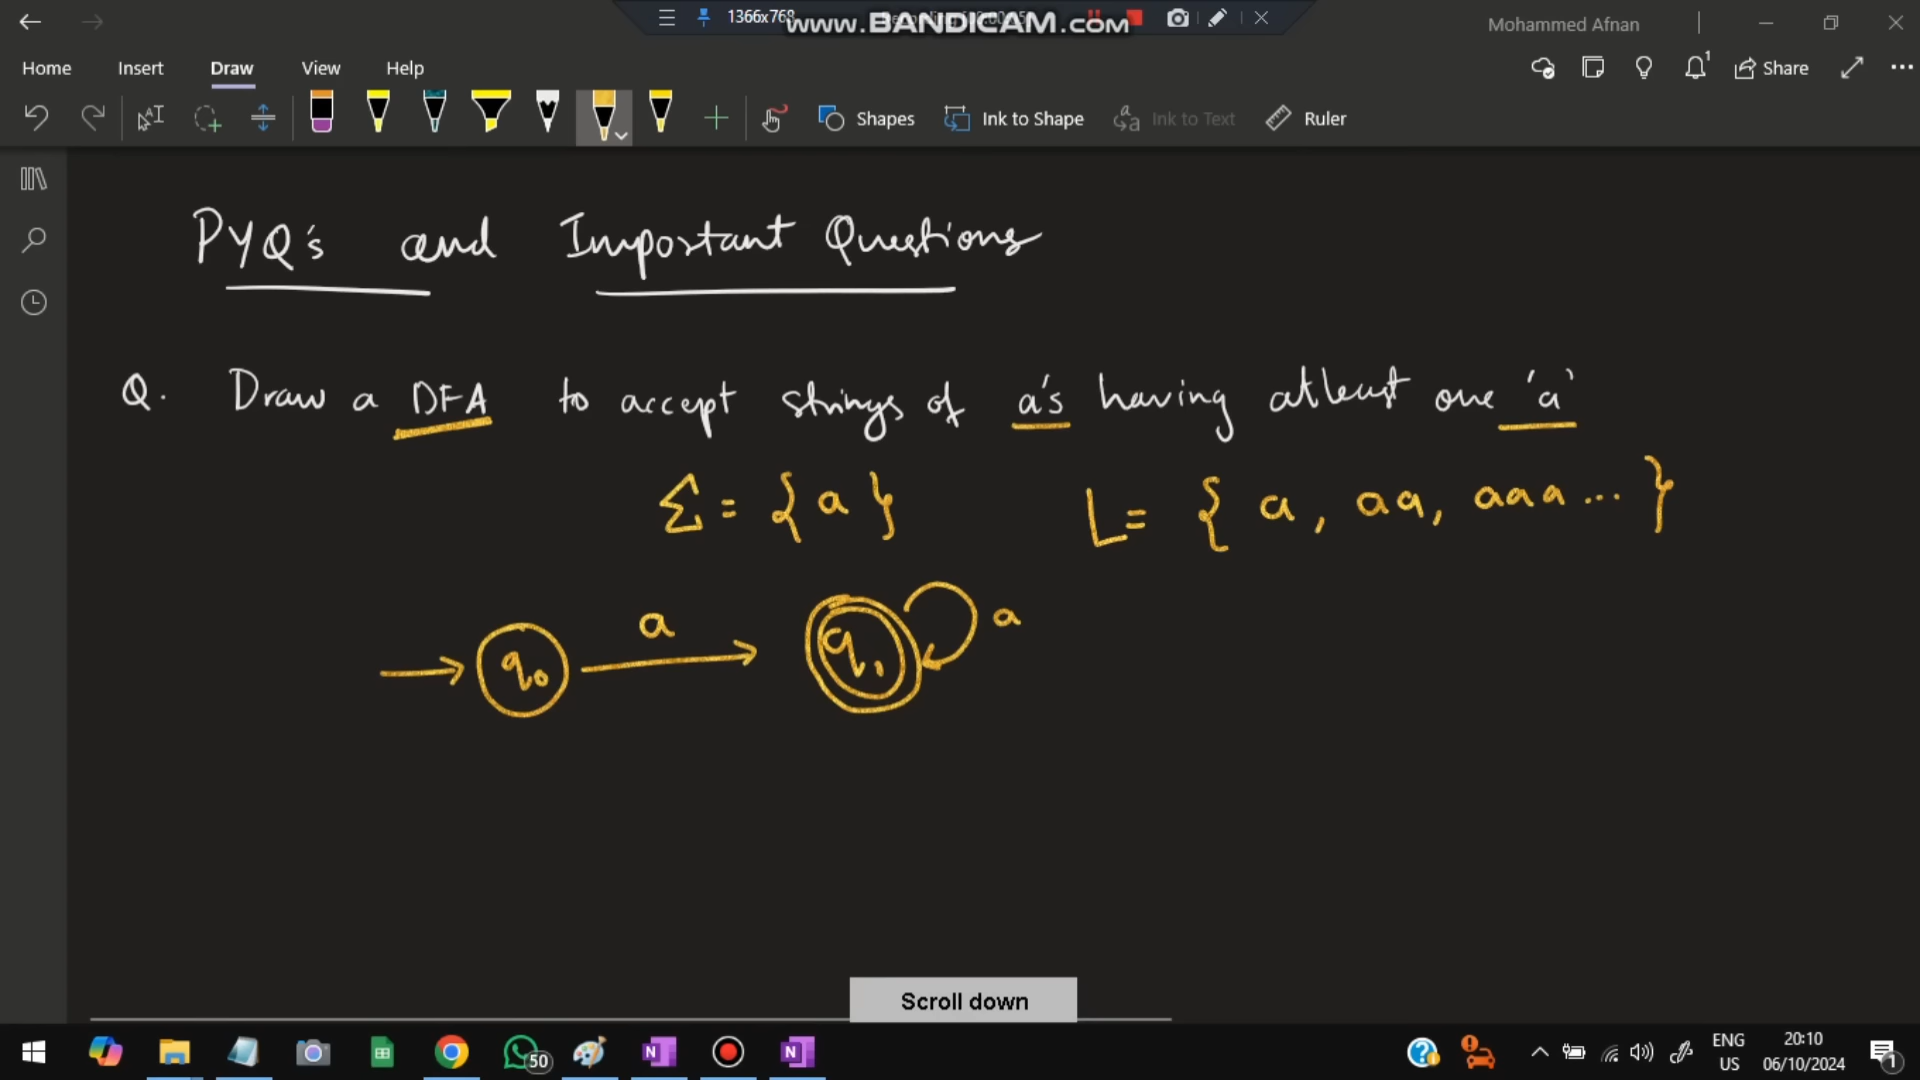 1366x768
www.BANDICAM.com
Mohammed Afnan
Home Insert Draw View Help
Share
Shapes Ink to Shape Ink to Text Ruler
PYQ's and Important Questions
Q. Draw a DFA to accept strings of a's having atleast one 'a'
Σ = { a } L = { a, aa, aaa ... }
q0 a q1 a
Scroll down
50
ENG 20:10
US 06/10/2024
1